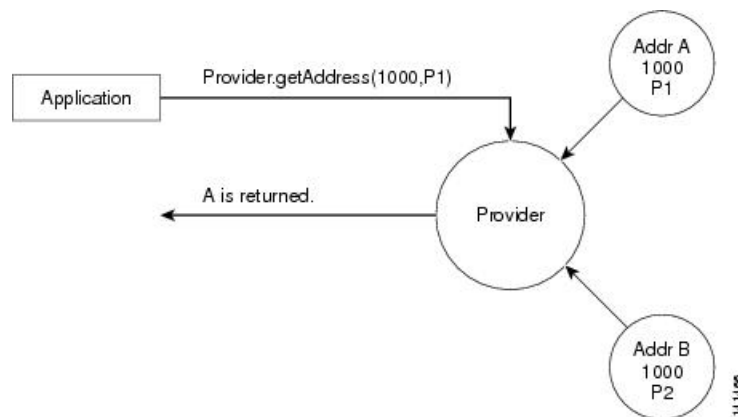 Addr A
1000
P1
Provider.getAddress(1000,P1)
Application
A is returned.
Provider
Addr B
1000
P2